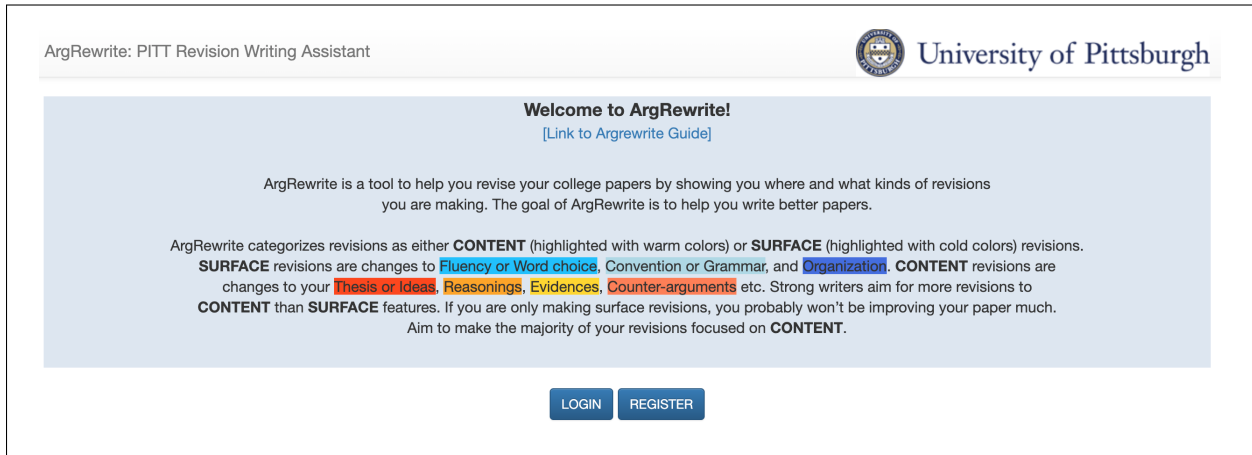 ArgRewrite: PITT Revision Writing Assistant
University of Pittsburgh
Welcome to ArgRewrite!
[Link to Argrewrite Guide]
ArgRewrite is a tool to help you revise your college papers by showing you where and what kinds of revisions
you are making. The goal of ArgRewrite is to help you write better papers.
ArgRewrite categorizes revisions as either CONTENT (highlighted with warm colors) or SURFACE (highlighted with cold colors) revisions.
SURFACE revisions are changes to Fluency or Word choice, Convention or Grammar, and Organization. CONTENT revisions are
changes to your Thesis or Ideas, Reasonings, Evidences, Counter-arguments etc. Strong writers aim for more revisions to
CONTENT than SURFACE features. If you are only making surface revisions, you probably won't be improving your paper much.
Aim to make the majority of your revisions focused on CONTENT.
LOGIN REGISTER